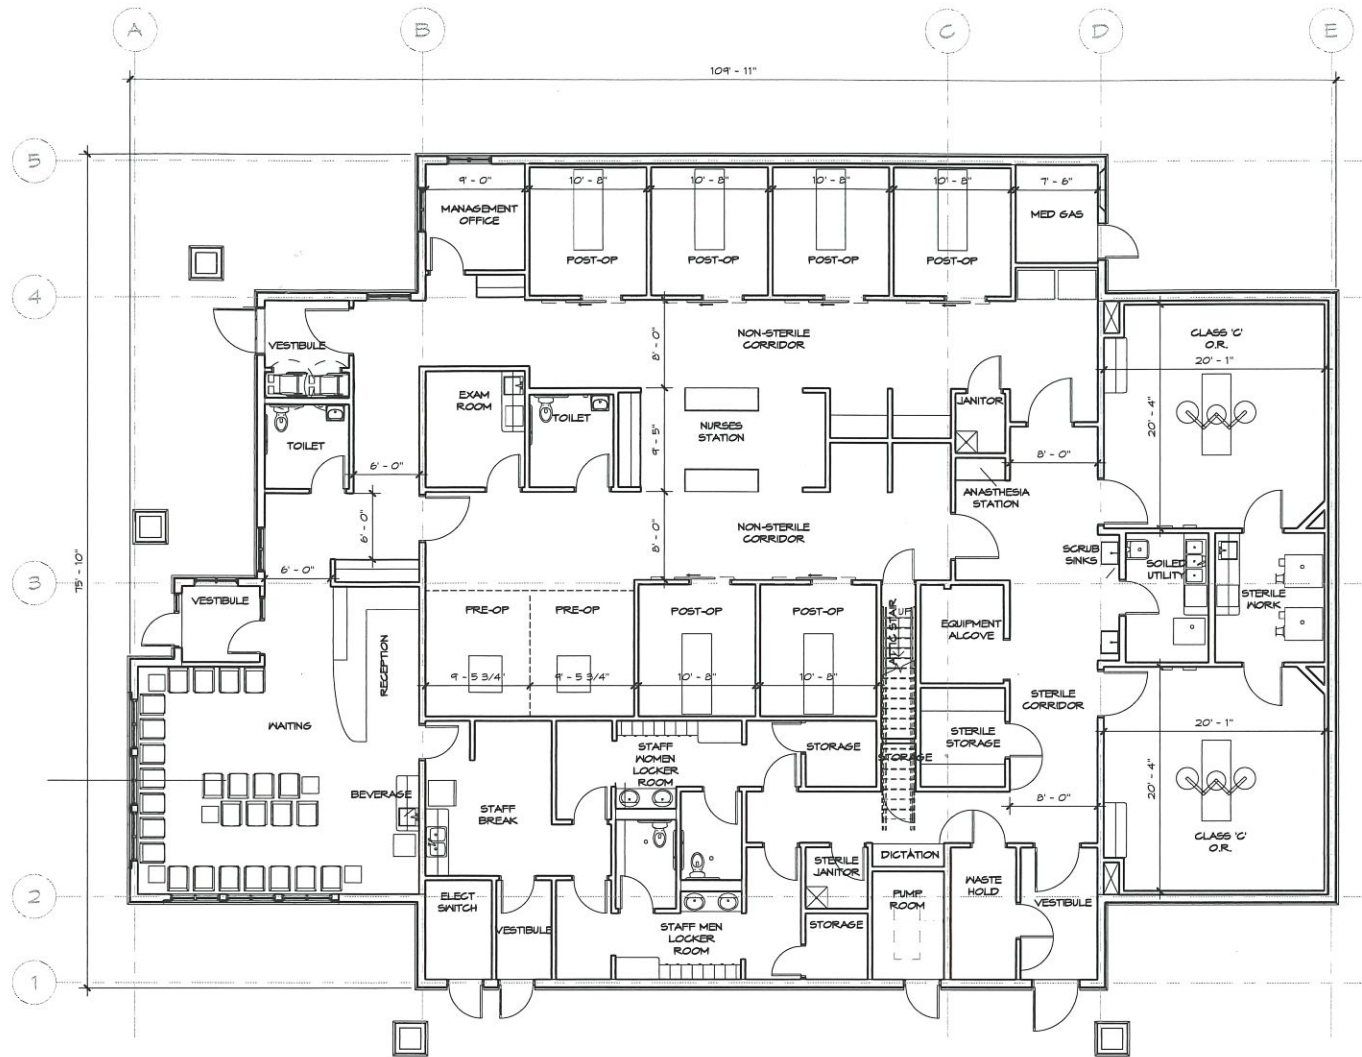 A
B
C
D
E
109' - 11"
5
9' - 0"
10' - 8"
10' - 8"
10' - 8"
10' - 8"
7' - 6"
MANAGEMENT
OFFICE
MED GAS
POST-OP
POST-OP
POST-OP
POST-OP
4
VESTIBULE
8' - 0"
NON-STERILE
CORRIDOR
CLASS 'C'
O.R.
20' - 1"
20' - 4"
EXAM
ROOM
TOILET
TOILET
NURSES
STATION
9' - 5"
JANITOR
6' - 0"
8' - 0"
ANASTHESIA
STATION
6' - 0"
8' - 0"
NON-STERILE
CORRIDOR
SCRUB
SINKS
SOILED
UTILITY
STERILE
WORK
75' - 10"
3
6' - 0"
VESTIBULE
RECEPTION
PRE-OP
PRE-OP
POST-OP
POST-OP
ATTIC STAIR
UP
EQUIPMENT
ALCOVE
9' - 5 3/4"
9' - 5 3/4"
10' - 8"
10' - 8"
STERILE
CORRIDOR
WAITING
20' - 1"
20' - 4"
STAFF
WOMEN
LOCKER
ROOM
STORAGE
STORAGE
STERILE
STORAGE
BEVERAGE
STAFF
BREAK
8' - 0"
CLASS 'C'
O.R.
DICTATION
STERILE
JANITOR
WASTE
HOLD
2
ELECT
SWITCH
PUMP
ROOM
VESTIBULE
VESTIBULE
STAFF MEN
LOCKER
ROOM
STORAGE
1